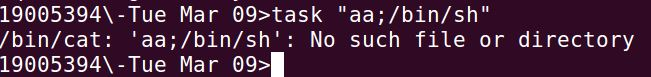 19005394\-Tue Mar 09>task "aa;/bin/sh"
/bin/cat: 'aa;/bin/sh': No such file or directory
19005394\-Tue Mar 09>